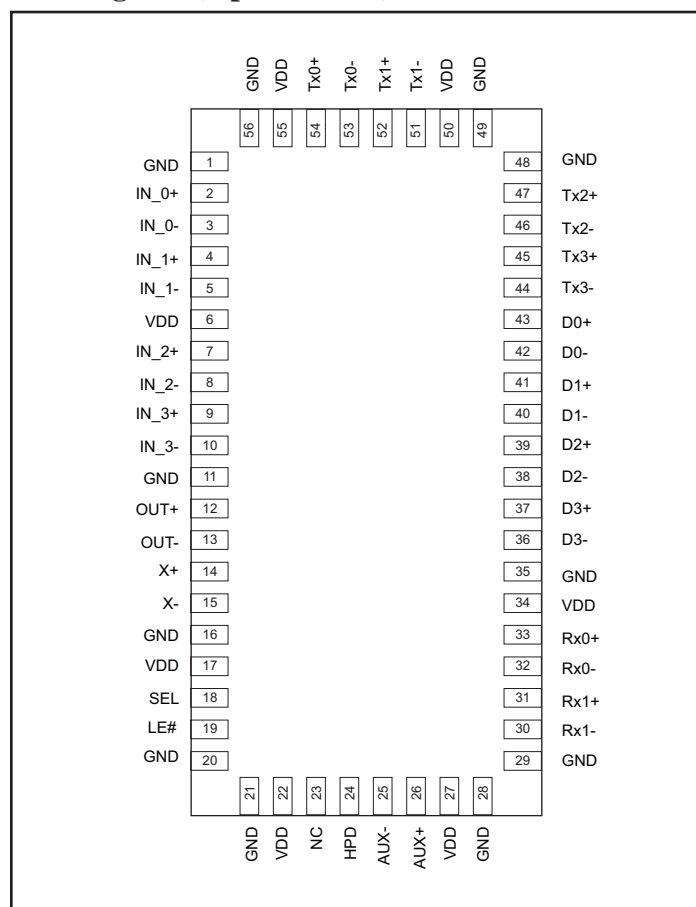 GND VDD Tx0+ Tx0- Tx1+ Tx1- VDD GND
56 55 54 53 52 51 50 49
GND 1 48 GND
IN_0+ 2 47 Tx2+
IN_0- 3 46 Tx2-
IN_1+ 4 45 Tx3+
IN_1- 5 44 Tx3-
VDD 6 43 D0+
IN_2+ 7 42 D0-
IN_2- 8 41 D1+
IN_3+ 9 40 D1-
IN_3- 10 39 D2+
GND 11 38 D2-
OUT+ 12 37 D3+
OUT- 13 36 D3-
X+ 14 35 GND
X- 15 34 VDD
GND 16 33 Rx0+
VDD 17 32 Rx0-
SEL 18 31 Rx1+
LE# 19 30 Rx1-
GND 20 29 GND
21 22 23 24 25 26 27 28
GND VDD NC HPD AUX- AUX+ VDD GND